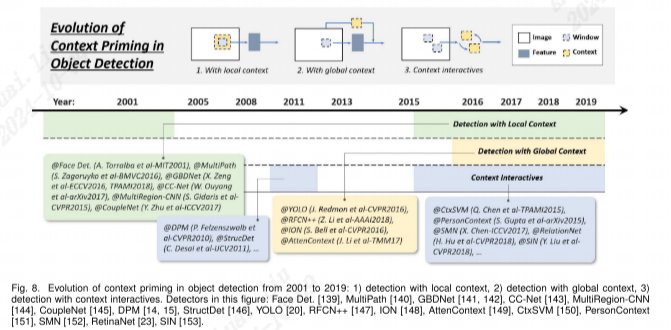 Evolution of
Context Priming in
Object Detection
1. With local context
2. With global context
3. Context interactives
Image
Window
Feature
Context
Year:
2001
2005
2008
2011
2013
2015
2016
2017
2018
2019
Detection with Local Context
Detection with Global Context
Context Interactives
@Face Det. (A. Torralba et al-MIT2001), @MultiPath
(S. Zagoruyko et al-BMVC2016), @GBDNet (X. Zeng
et al-ECCV2016, TPAMI2018), @CC-Net (W. Ouyang
et al-arXiv2017), @MultiRegion-CNN (S. Gidaris et al-
CVPR2015), @CoupleNet (Y. Zhu et al-ICCV2017)
@DPM (P. Felzenszwalb et
al-CVPR2010), @StrucDet
(C. Desai et al-IJCV2011), ...
@YOLO (J. Redmon et al-CVPR2016),
@RFCN++ (Z. Li et al-AAAI2018),
@ION (S. Bell et al-CVPR2016),
@AttenContext (J. Li et al-TMM17)
@CtxSVM (Q. Chen et al-TPAMI2015),
@PersonContext (S. Gupta et al-arXiv2015),
@SMN (X. Chen-ICCV2017), @RelationNet
(H. Hu et al-CVPR2018), @SIN (Y. Liu et al-
CVPR2018), ...
Fig. 8. Evolution of context priming in object detection from 2001 to 2019: 1) detection with local context, 2) detection with global context, 3)
detection with context interactives. Detectors in this figure: Face Det. [139], MultiPath [140], GBDNet [141, 142], CC-Net [143], MultiRegion-CNN
[144], CoupleNet [145], DPM [14, 15], StructDet [146], YOLO [20], RFCN++ [147], ION [148], AttenContext [149], CtxSVM [150], PersonContext
[151], SMN [152], RetinaNet [23], SIN [153].